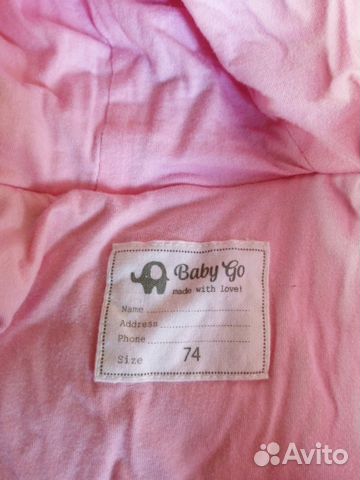 Baby Go
made with love!
Name
Address
Phone
Size 74
Avito